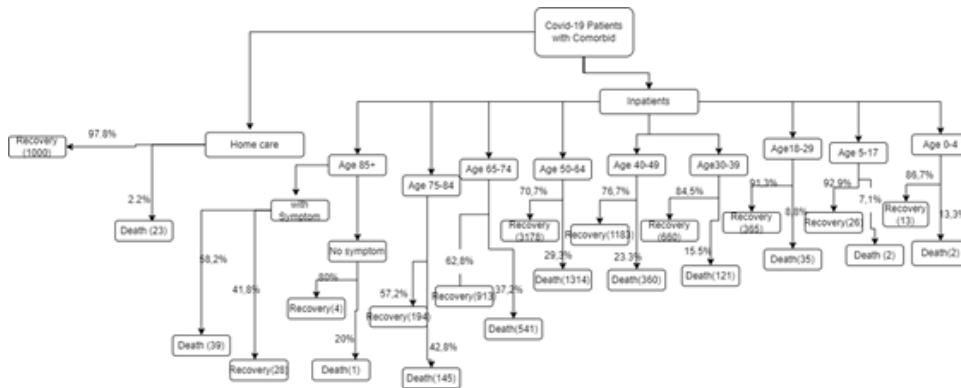 Covid-19 Patients
with Comorbid
Inpatients
Home care
97.8%
Recovery
(1000)
2.2%
Death (23)
Age 85+
Age 75-84
Age 65-74
Age 50-64
Age 40-49
Age30-39
Age18-29
Age 5-17
Age 0-4
with
Symptom
No symptom
58,2%
41,8%
Death (39)
Recovery(28)
80%
Recovery(4)
20%
Death(1)
57,2%
Recovery(194)
42,8%
Death(145)
62,8%
Recovery(913)
37,2%
Death(541)
70,7%
Recovery
(3178)
29,3%
Death(1314)
76,7%
Recovery(1183)
23.3%
Death(360)
84,5%
Recovery
(660)
15.5%
Death(121)
91,3%
Recovery
(365)
8,8%
Death(35)
92,9%
Recovery(26)
7,1%
Death (2)
86,7%
Recovery
(13)
13,3%
Death(2)